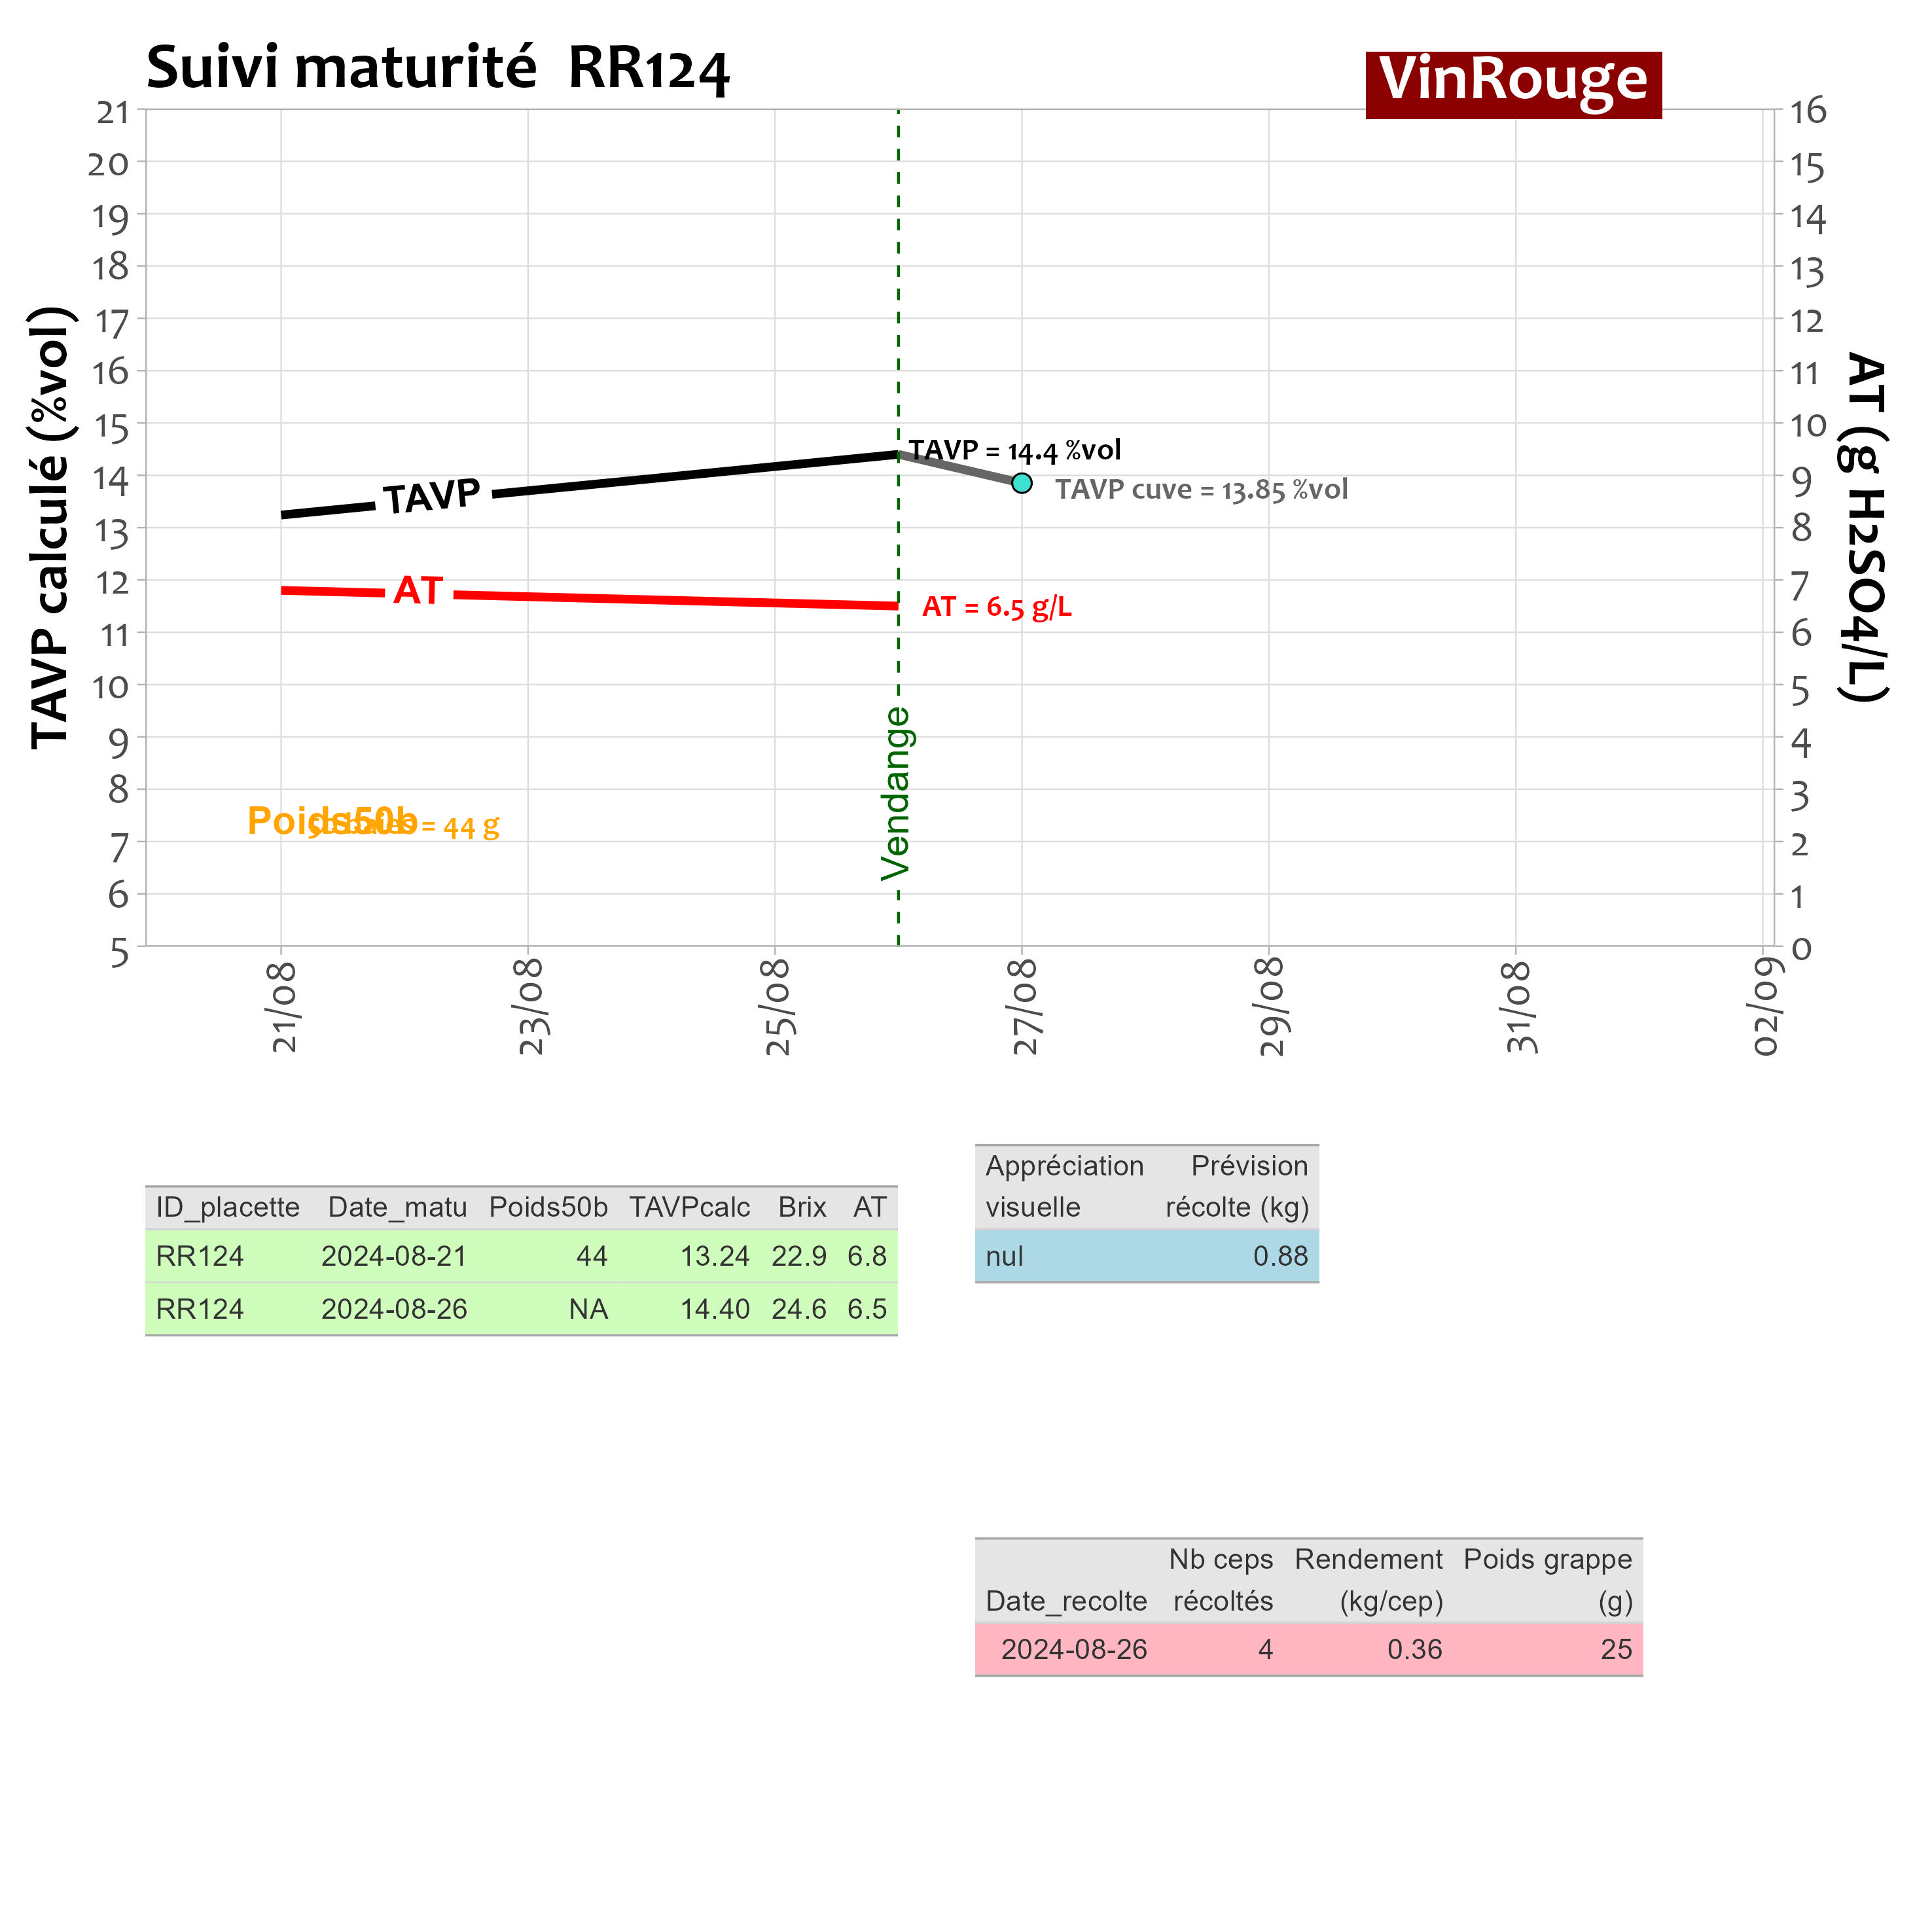 Suivi maturité RR124
VinRouge
TAVP calculé (%vol)
21
20
19
18
17
16
15
14
13
12
11
10
9
8
7
6
5
16
15
14
13
12
11
10
9
8
7
6
5
4
3
2
1
0
AT (g H2SO4/L)
TAVP = 14.4 %vol
TAVP
TAVP cuve = 13.85 %vol
AT
AT = 6.5 g/L
Vendange
Poids50b
= 44 g
21/08
23/08
25/08
27/08
29/08
31/08
02/09
ID_placette Date_matu Poids50b TAVPcalc Brix AT
RR124 2024-08-21 44 13.24 22.9 6.8
RR124 2024-08-26 NA 14.40 24.6 6.5
Appréciation Prévision
visuelle récolte (kg)
nul 0.88
Nb ceps Rendement Poids grappe
Date_recolte récoltés (kg/cep) (g)
2024-08-26 4 0.36 25